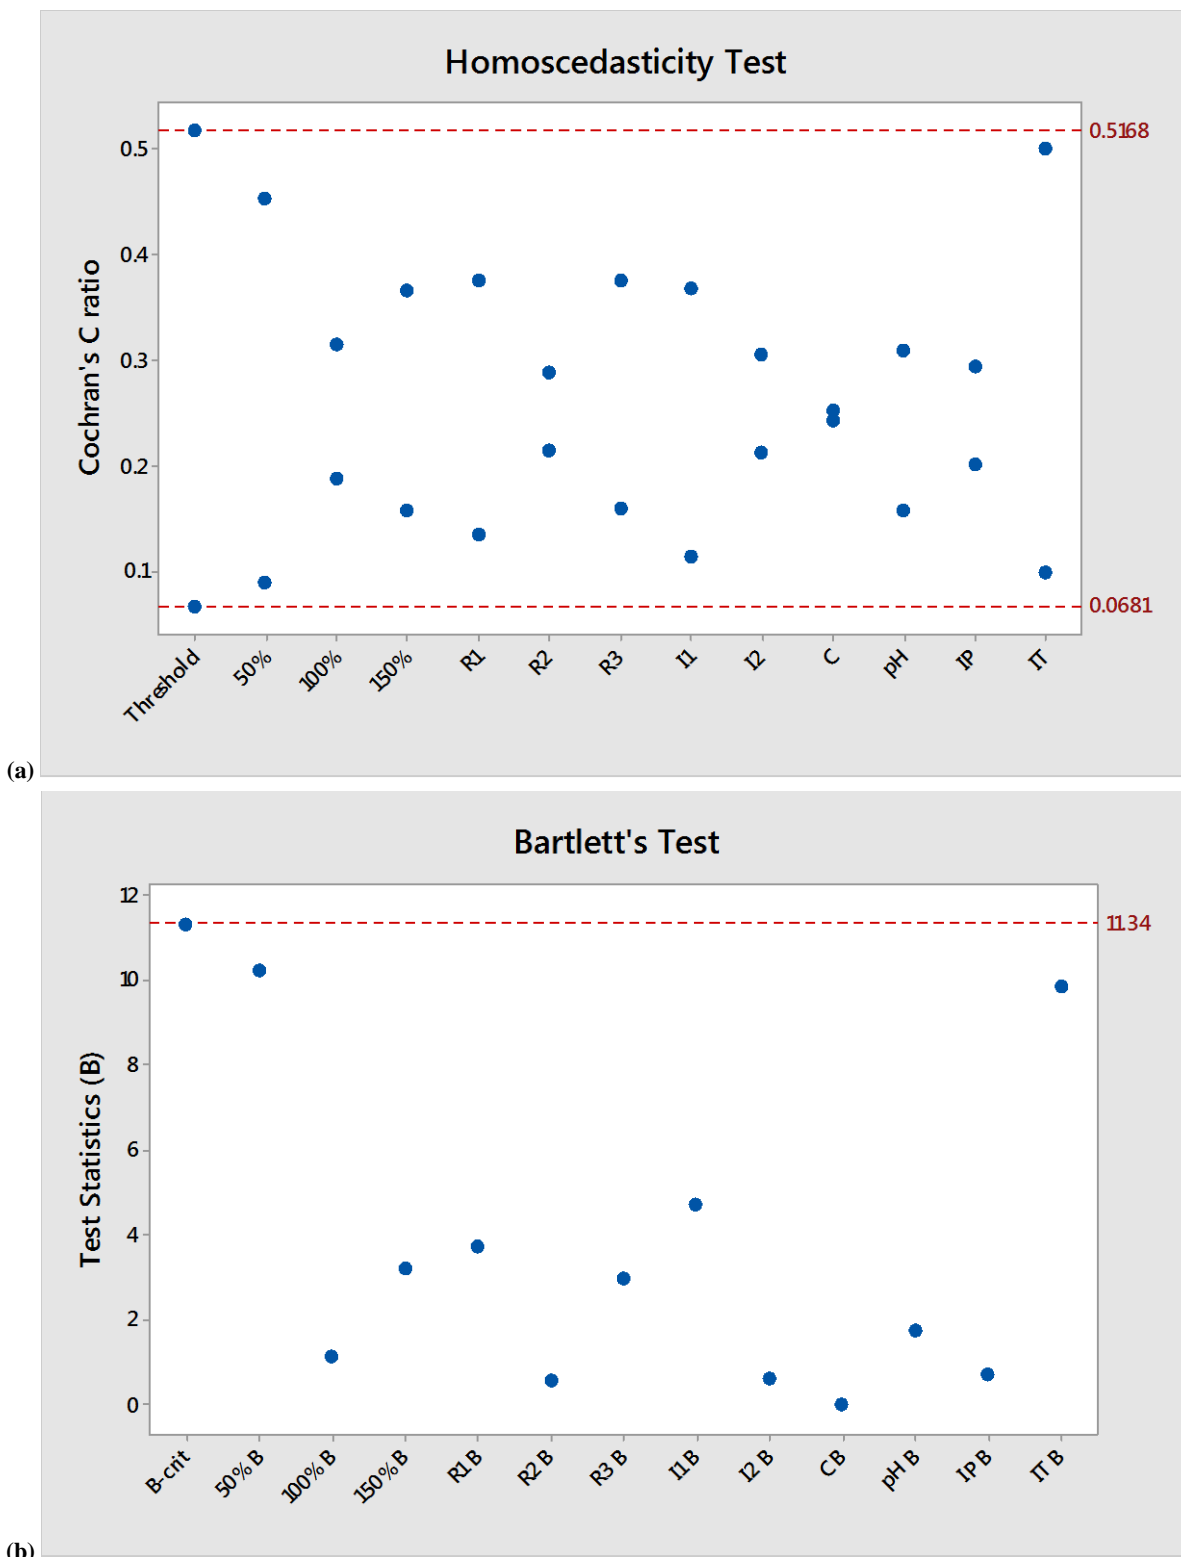 Homoscedasticity Test
0.5168
0.5
0.4
0.3
0.2
0.1
0.0681
Cochran's C ratio
Threshold
50%
100%
150%
R1
R2
R3
I1
I2
C
pH
IP
IT
(a)
Bartlett's Test
12
11.34
10
8
6
4
2
0
Test Statistics (B)
B-crit
50% B
100% B
150% B
R1 B
R2 B
R3 B
I1 B
I2 B
C B
pH B
IP B
IT B
(b)